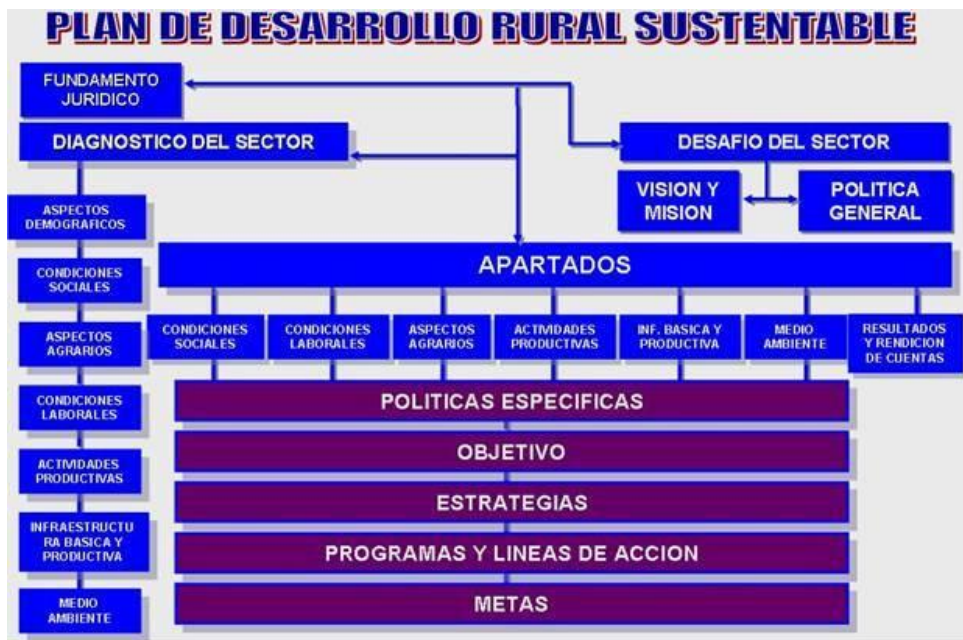 PLAN DE DESARROLLO RURAL SUSTENTABLE
FUNDAMENTO
JURIDICO
DIAGNOSTICO DEL SECTOR
DESAFIO DEL SECTOR
VISION Y
MISION
POLITICA
GENERAL
ASPECTOS
DEMOGRAFICOS
CONDICIONES
SOCIALES
ASPECTOS
AGRARIOS
CONDICIONES
LABORALES
ACTIVIDADES
PRODUCTIVAS
INFRAESTRUCTU
RA BASICA Y
PRODUCTIVA
MEDIO
AMBIENTE
APARTADOS
CONDICIONES
SOCIALES
CONDICIONES
LABORALES
ASPECTOS
AGRARIOS
ACTIVIDADES
PRODUCTIVAS
INF. BASICA Y
PRODUCTIVA
MEDIO
AMBIENTE
RESULTADOS
Y RENDICION
DE CUENTAS
POLITICAS ESPECIFICAS
OBJETIVO
ESTRATEGIAS
PROGRAMAS Y LINEAS DE ACCION
METAS